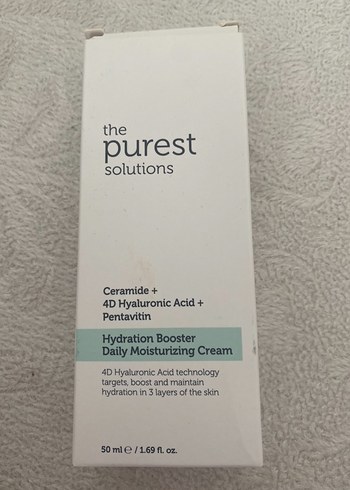 the
purest
solutions
Ceramide +
4D Hyaluronic Acid +
Pentavitin
Hydration Booster
Daily Moisturizing Cream
4D Hyaluronic Acid technology
targets, boost and maintain
hydration in 3 layers of the skin
50 ml ℮ / 1.69 fl. oz.